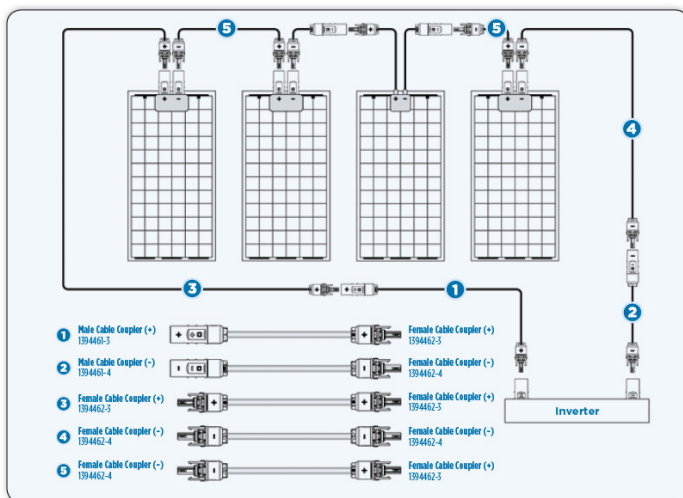 5
5
4
+ -
+ -
+ -
+ -
3
1
2
Inverter
1 Male Cable Coupler (+) Female Cable Coupler (+)
1394461-3 1394462-3
2 Male Cable Coupler (-) Female Cable Coupler (-)
1394461-4 1394462-4
3 Female Cable Coupler (+) Female Cable Coupler (+)
1394462-3 1394462-3
4 Female Cable Coupler (-) Female Cable Coupler (-)
1394462-4 1394462-4
5 Female Cable Coupler (-) Female Cable Coupler (+)
1394462-4 1394462-3